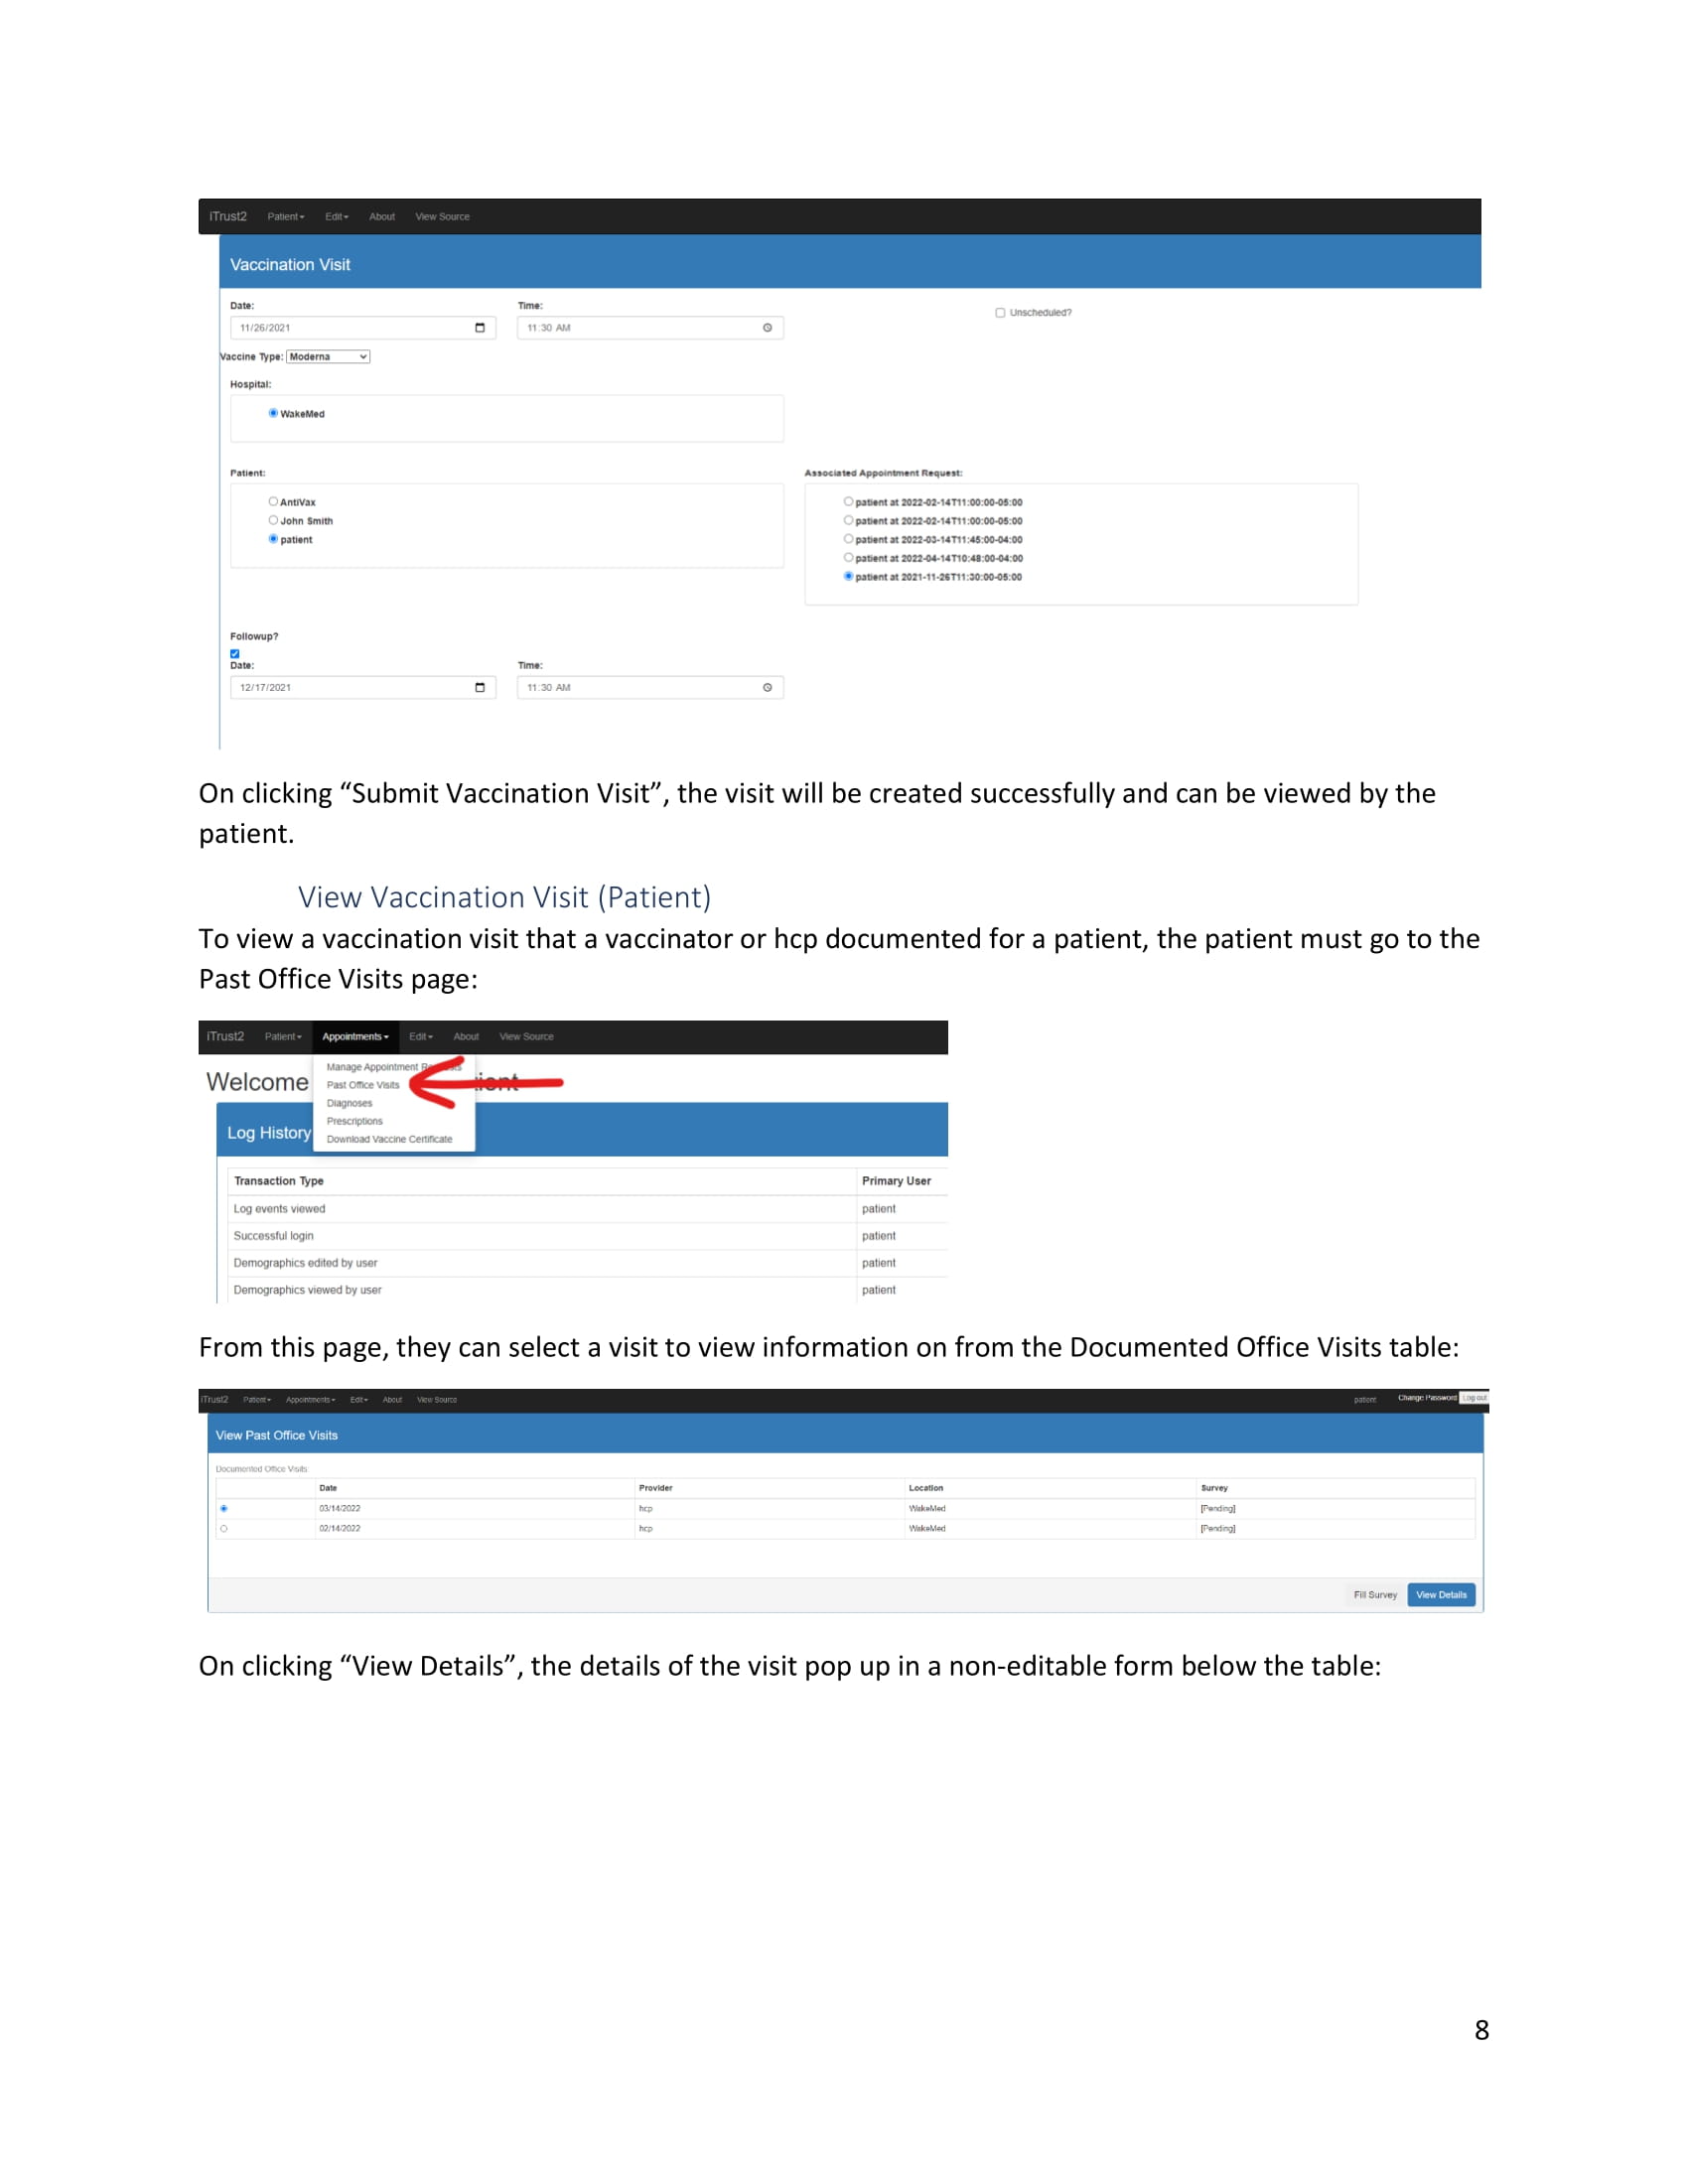 iTrust2 Patient Edit About View Source
Vaccination Visit
Date: Time: Unscheduled?
11/26/2021 11:30 AM
Vaccine Type: Moderna
Hospital:
WakeMed
Patient: Associated Appointment Request:
AntiVax patient at 2022-02-14T11:00:00-05:00
John Smith patient at 2022-02-14T11:00:00-05:00
patient patient at 2022-03-14T11:45:00-04:00
patient at 2022-04-14T10:48:00-04:00
patient at 2021-11-26T11:30:00-05:00
Followup?
Date: Time:
12/17/2021 11:30 AM
On clicking “Submit Vaccination Visit”, the visit will be created successfully and can be viewed by the
patient.
View Vaccination Visit (Patient)
To view a vaccination visit that a vaccinator or hcp documented for a patient, the patient must go to the
Past Office Visits page:
iTrust2 Patient Appointments Edit About View Source
Manage Appointment
Welcome Past Office Visits
Diagnoses
Prescriptions
Log History Download Vaccine Certificate
Transaction Type Primary User
Log events viewed patient
Successful login patient
Demographics edited by user patient
Demographics viewed by user patient
From this page, they can select a visit to view information on from the Documented Office Visits table:
iTrust2 Patient Appointments Edit About View Source patient Change Password Log out
View Past Office Visits
Documented Office Visits
Date Provider Location Survey
03/14/2022 hcp WakeMed [Pending]
02/14/2022 hcp WakeMed [Pending]
Fill Survey View Details
On clicking “View Details”, the details of the visit pop up in a non-editable form below the table:
8